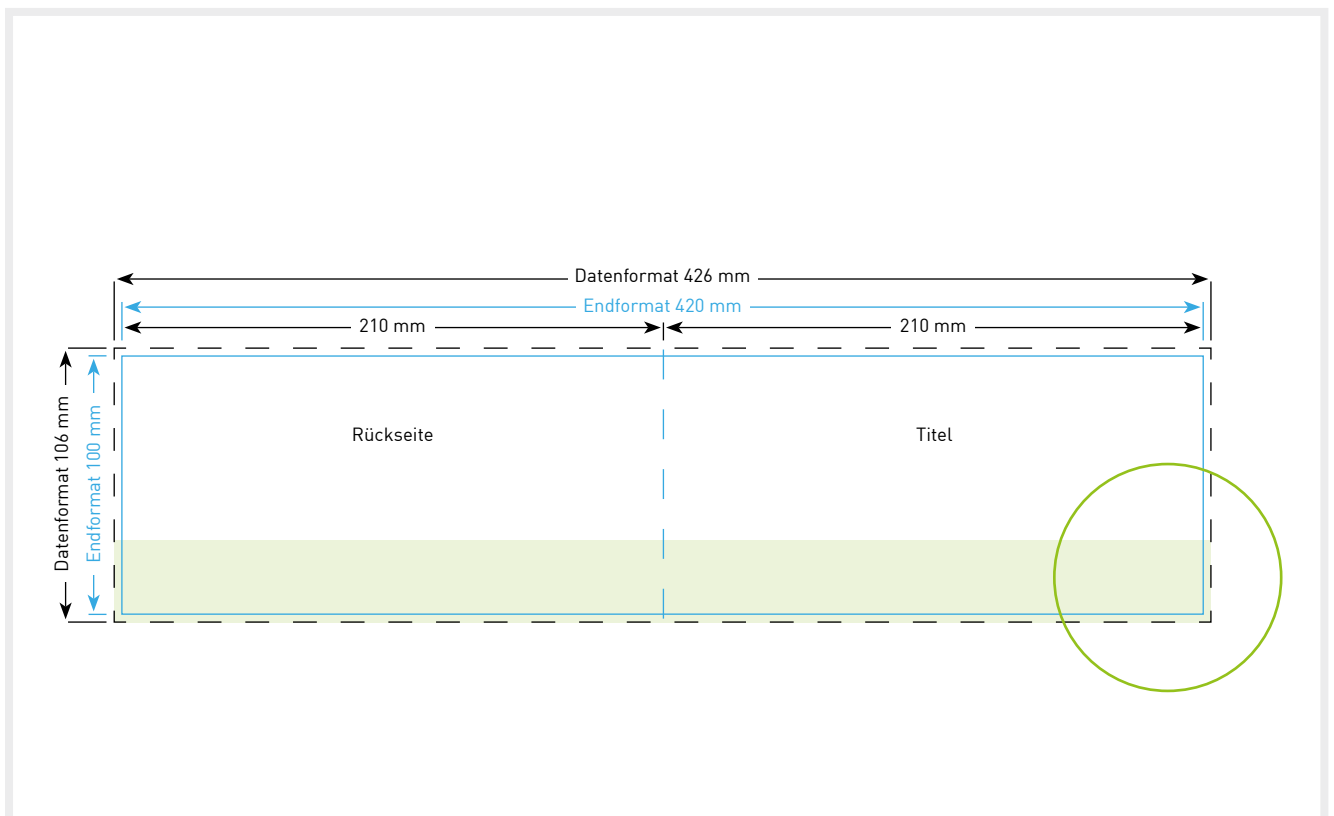 Datenformat 426 mm
Endformat 420 mm
210 mm
210 mm
Datenformat 106 mm
Endformat 100 mm
Rückseite
Titel